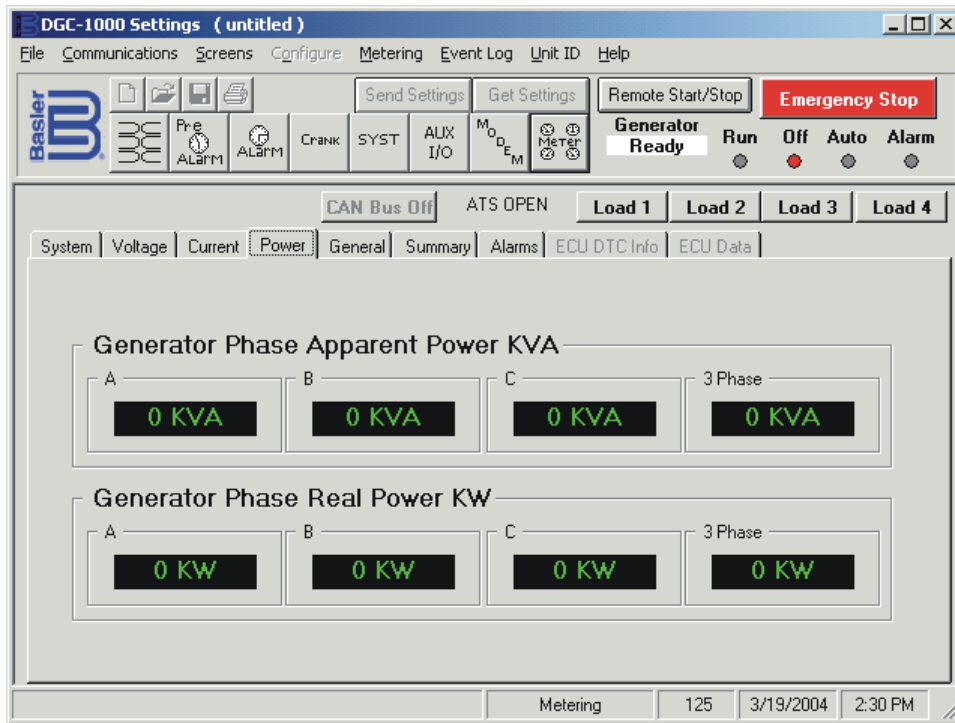 DGC-1000 Settings ( untitled )
File Communications Screens Configure Metering Event Log Unit ID Help
Basler
Send Settings Get Settings Remote Start/Stop Emergency Stop
Pre ALarm ALarm Crank SYST AUX I/O MODEM Meter
Generator Ready Run Off Auto Alarm
CAN Bus Off ATS OPEN Load 1 Load 2 Load 3 Load 4
System Voltage Current Power General Summary Alarms ECU DTC Info ECU Data
Generator Phase Apparent Power KVA
A B C 3 Phase
0 KVA 0 KVA 0 KVA 0 KVA
Generator Phase Real Power KW
A B C 3 Phase
0 KW 0 KW 0 KW 0 KW
Metering 125 3/19/2004 2:30 PM